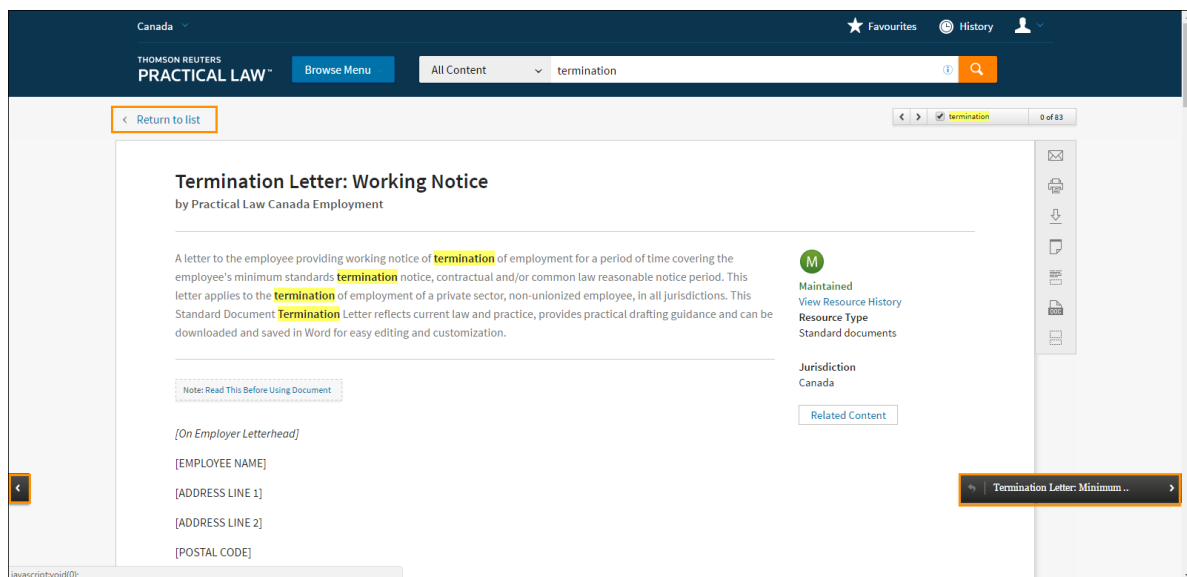 Canada
Favourites
History
THOMSON REUTERS
PRACTICAL LAW™
Browse Menu
All Content
termination
Return to list
termination
0 of 83
Termination Letter: Working Notice
by Practical Law Canada Employment
A letter to the employee providing working notice of termination of employment for a period of time covering the
employee's minimum standards termination notice, contractual and/or common law reasonable notice period. This
letter applies to the termination of employment of a private sector, non-unionized employee, in all jurisdictions. This
Standard Document Termination Letter reflects current law and practice, provides practical drafting guidance and can be
downloaded and saved in Word for easy editing and customization.
M
Maintained
View Resource History
Resource Type
Standard documents
Jurisdiction
Canada
Related Content
Note: Read This Before Using Document
[On Employer Letterhead]
[EMPLOYEE NAME]
[ADDRESS LINE 1]
[ADDRESS LINE 2]
[POSTAL CODE]
Termination Letter: Minimum ..
javascript:void(0);
DOC